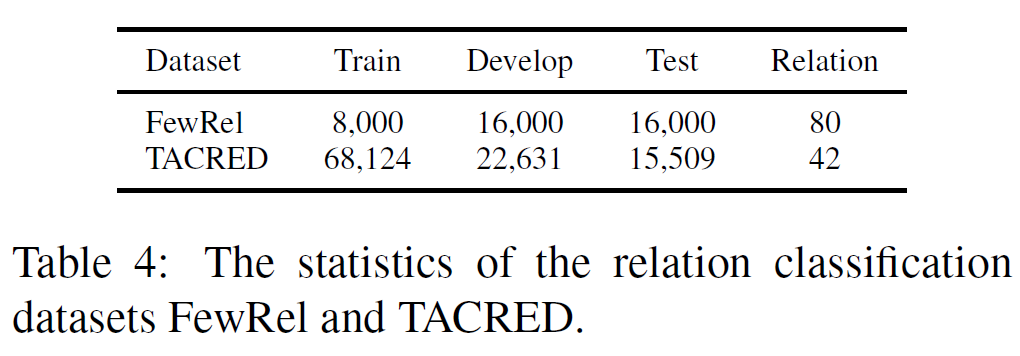 Dataset Train Develop Test Relation
FewRel 8,000 16,000 16,000 80
TACRED 68,124 22,631 15,509 42
Table 4: The statistics of the relation classification
datasets FewRel and TACRED.